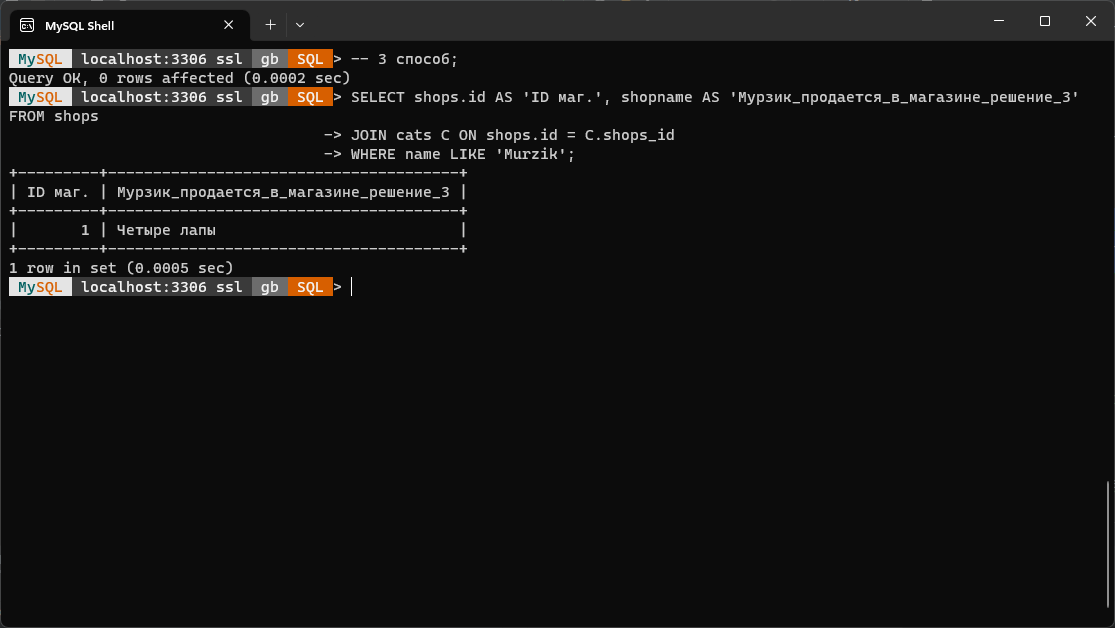 MySQL Shell
MySQL localhost:3306 ssl gb SQL > -- 3 способ;
Query OK, 0 rows affected (0.0002 sec)
MySQL localhost:3306 ssl gb SQL > SELECT shops.id AS 'ID маг.', shopname AS 'Мурзик_продается_в_магазине_решение_3'
FROM shops
-> JOIN cats C ON shops.id = C.shops_id
-> WHERE name LIKE 'Murzik';
+---------+---------------------------------------+
| ID маг. | Мурзик_продается_в_магазине_решение_3 |
+---------+---------------------------------------+
| 1 | Четыре лапы |
+---------+---------------------------------------+
1 row in set (0.0005 sec)
MySQL localhost:3306 ssl gb SQL >